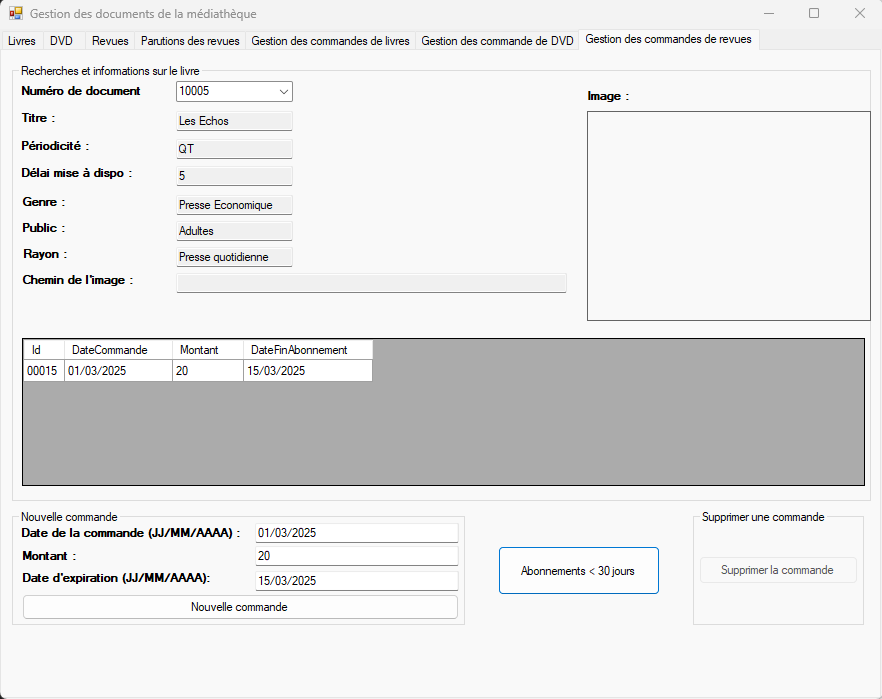 Gestion des documents de la médiathèque
Livres DVD Revues Parutions des revues Gestion des commandes de livres Gestion des commande de DVD Gestion des commandes de revues
Recherches et informations sur le livre
Numéro de document 10005
Image :
Titre : Les Echos
Périodicité : QT
Délai mise à dispo : 5
Genre : Presse Economique
Public : Adultes
Rayon : Presse quotidienne
Chemin de l'image :
Id DateCommande Montant DateFinAbonnement
00015 01/03/2025 20 15/03/2025
Nouvelle commande
Date de la commande (JJ/MM/AAAA) : 01/03/2025
Montant : 20
Date d'expiration (JJ/MM/AAAA): 15/03/2025
Nouvelle commande
Abonnements < 30 jours
Supprimer une commande
Supprimer la commande